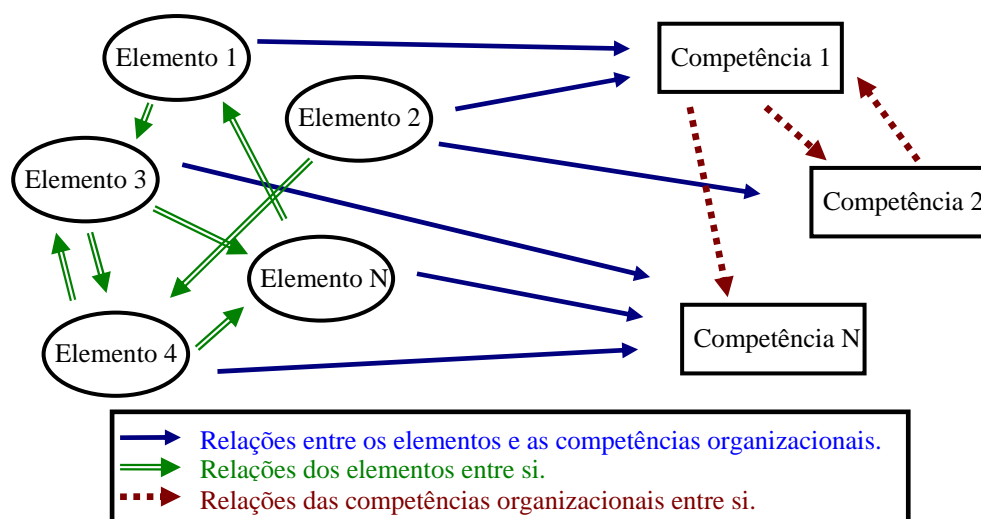 Elemento 1
Competência 1
Elemento 2
Elemento 3
Competência 2
Elemento N
Competência N
Elemento 4
Relações entre os elementos e as competências organizacionais.
Relações dos elementos entre si.
Relações das competências organizacionais entre si.